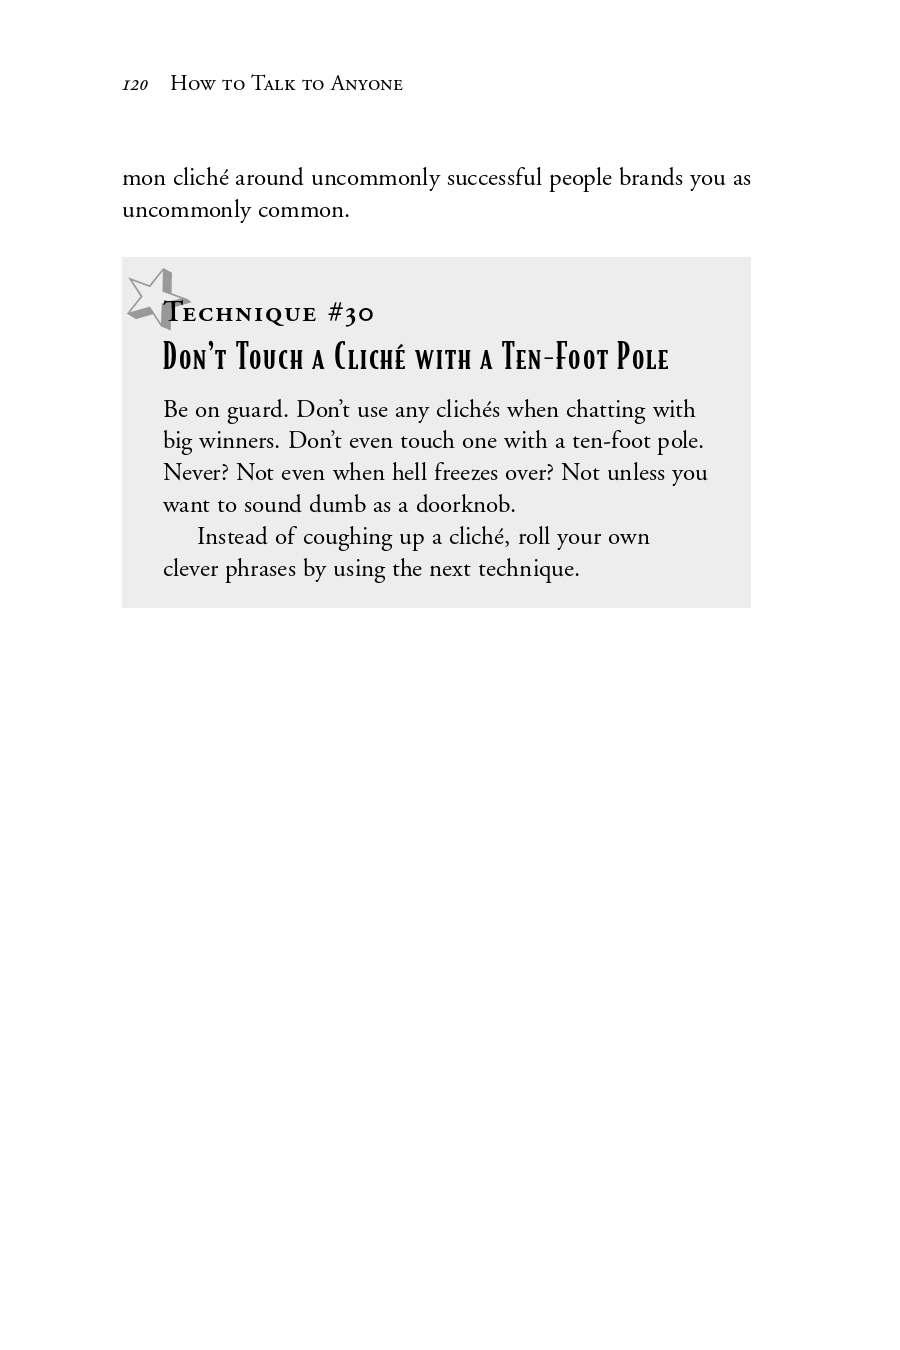 120 How to Talk to Anyone
mon cliché around uncommonly successful people brands you as
uncommonly common.
Technique #30
Don’t Touch a Cliché with a Ten-Foot Pole
Be on guard. Don’t use any clichés when chatting with
big winners. Don’t even touch one with a ten-foot pole.
Never? Not even when hell freezes over? Not unless you
want to sound dumb as a doorknob.
Instead of coughing up a cliché, roll your own
clever phrases by using the next technique.